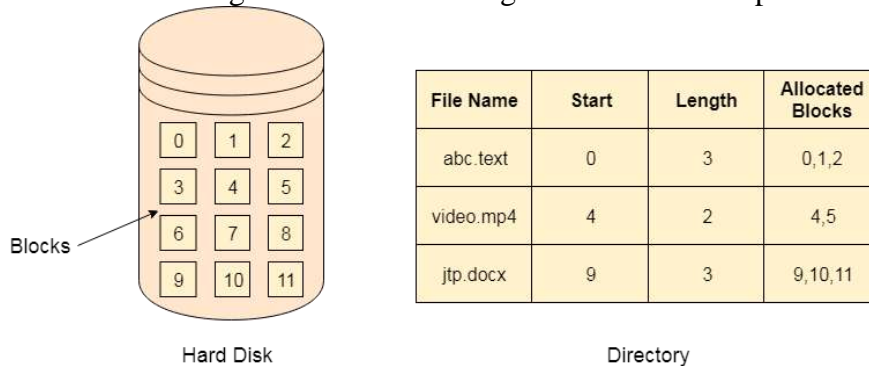 0 1 2
3 4 5
6 7 8
9 10 11
Blocks
Hard Disk
File Name Start Length Allocated Blocks
abc.text 0 3 0,1,2
video.mp4 4 2 4,5
jtp.docx 9 3 9,10,11
Directory